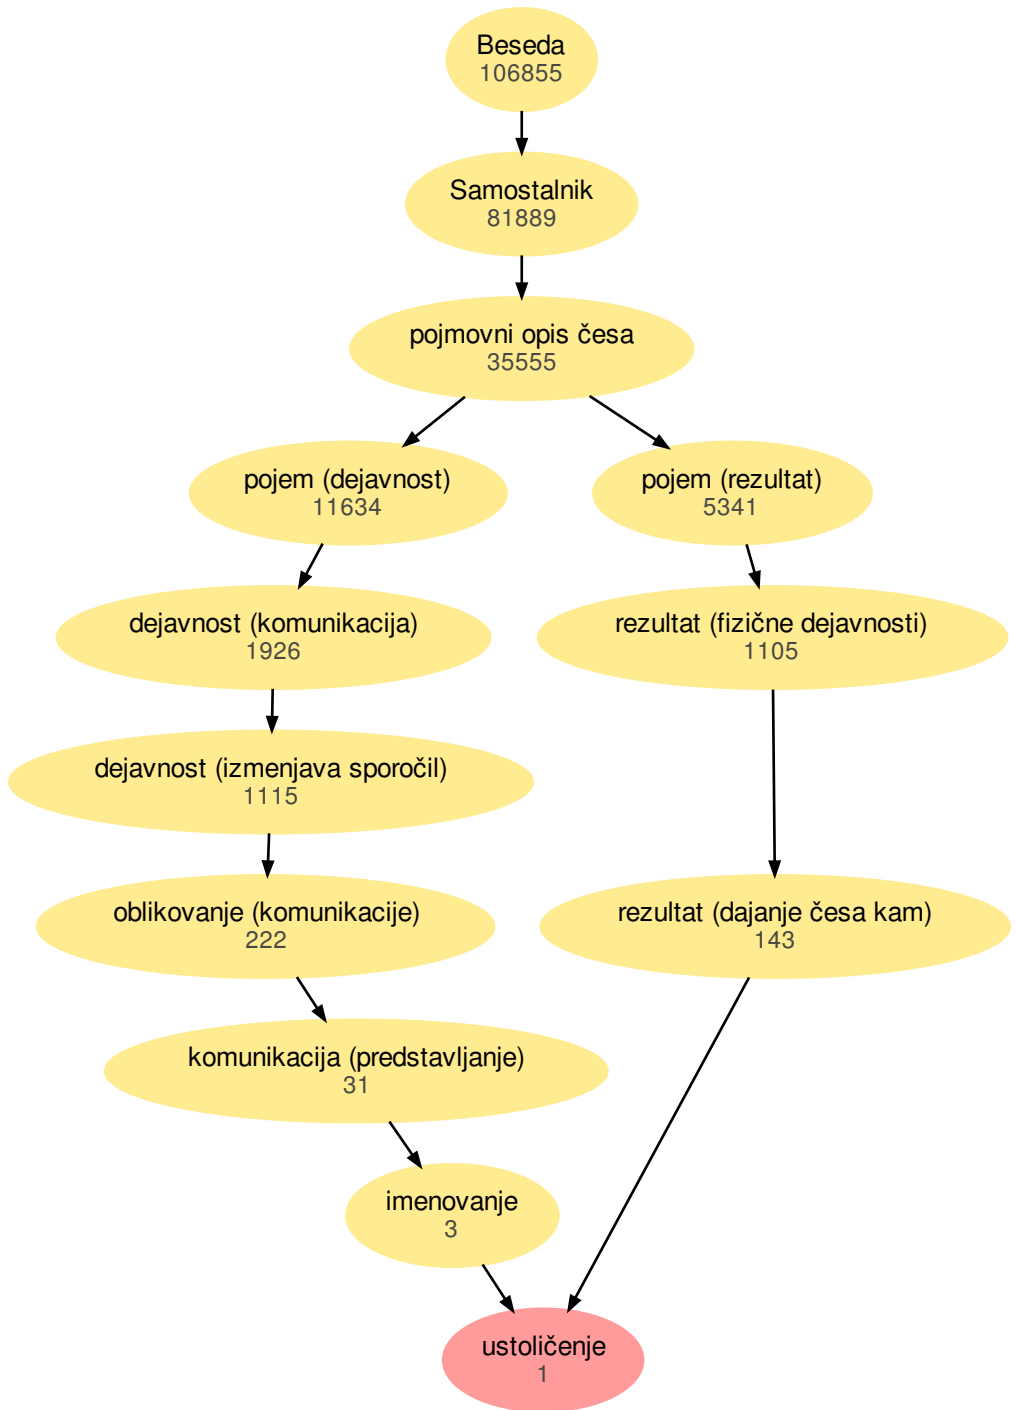 Beseda
106855
Samostalnik
81889
pojmovni opis česa
35555
pojem (dejavnost)
11634
pojem (rezultat)
5341
dejavnost (komunikacija)
1926
rezultat (fizične dejavnosti)
1105
dejavnost (izmenjava sporočil)
1115
oblikovanje (komunikacije)
222
rezultat (dajanje česa kam)
143
komunikacija (predstavljanje)
31
imenovanje
3
ustoličenje
1